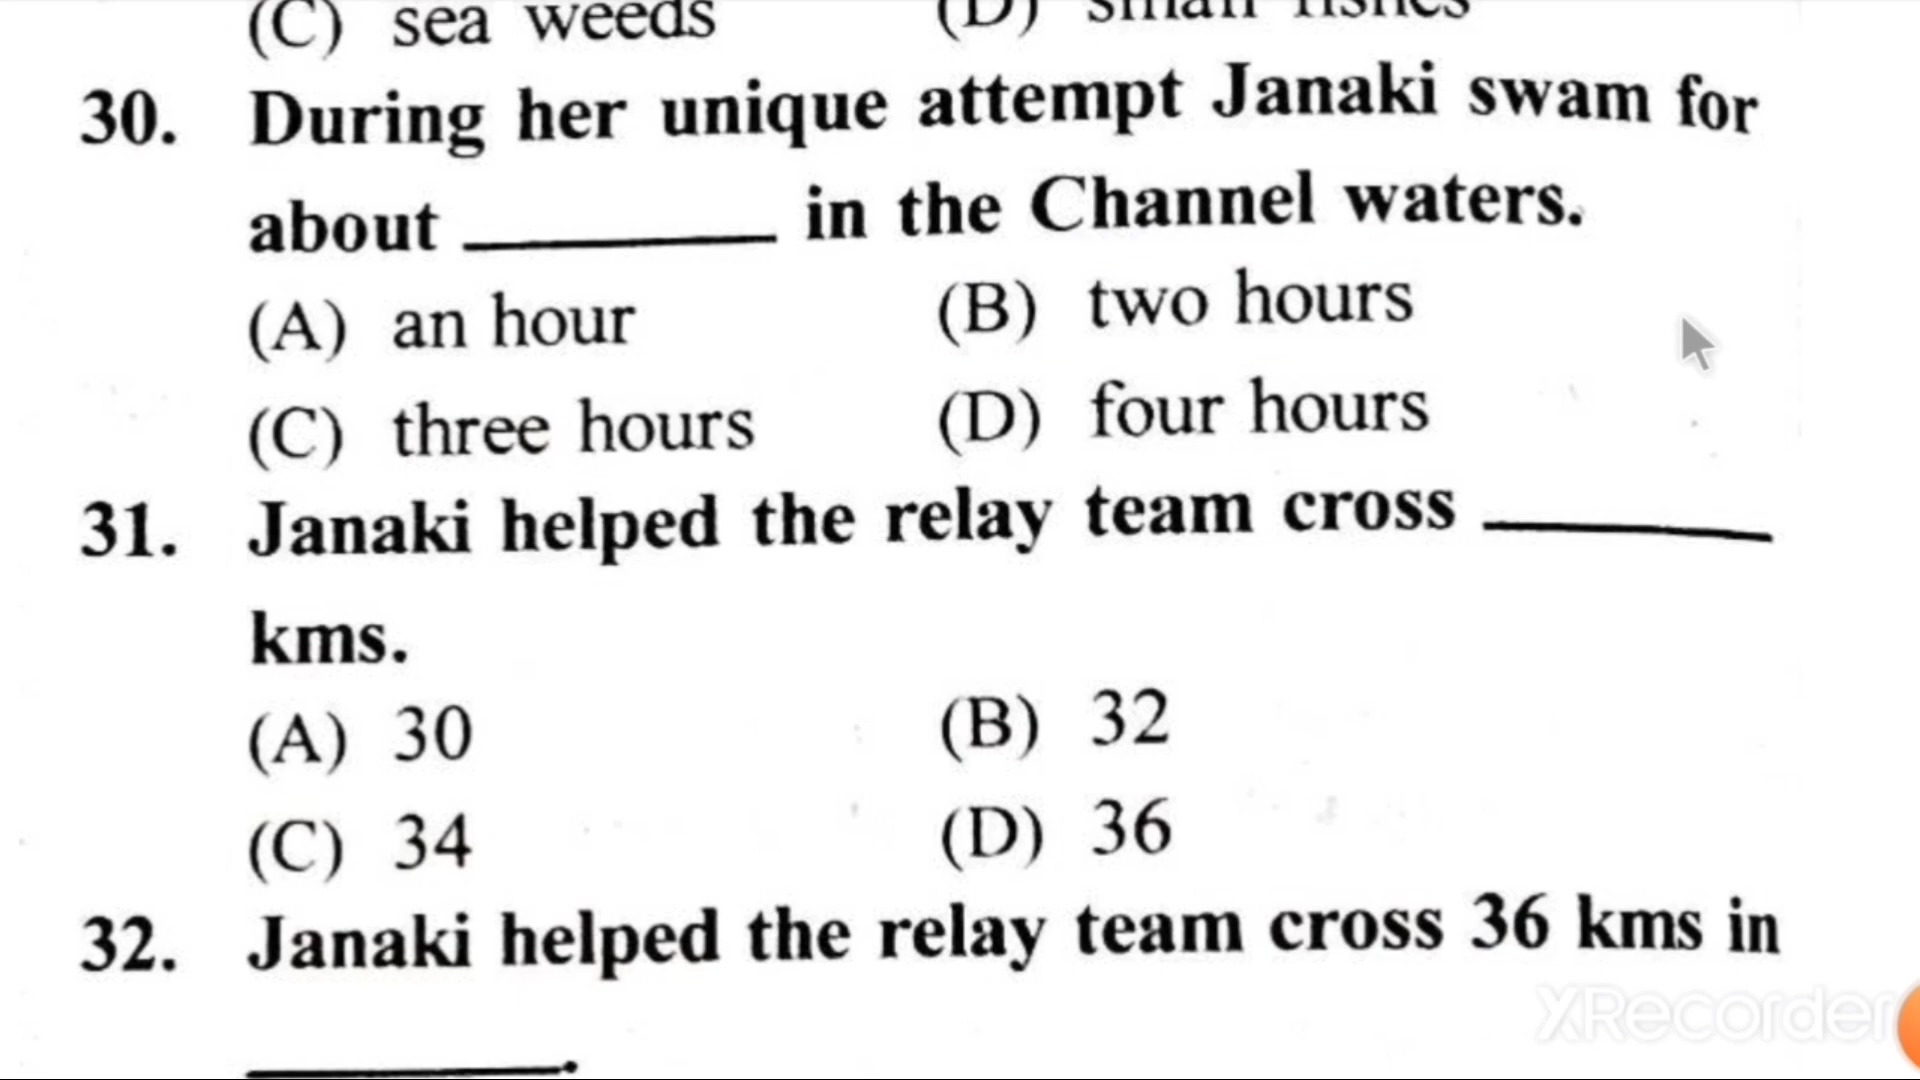 (C) sea weeds (D) small fishes
30. During her unique attempt Janaki swam for
about ________ in the Channel waters.
(A) an hour (B) two hours
(C) three hours (D) four hours
31. Janaki helped the relay team cross ________
kms.
(A) 30 (B) 32
(C) 34 (D) 36
32. Janaki helped the relay team cross 36 kms in
________.
XRecorder